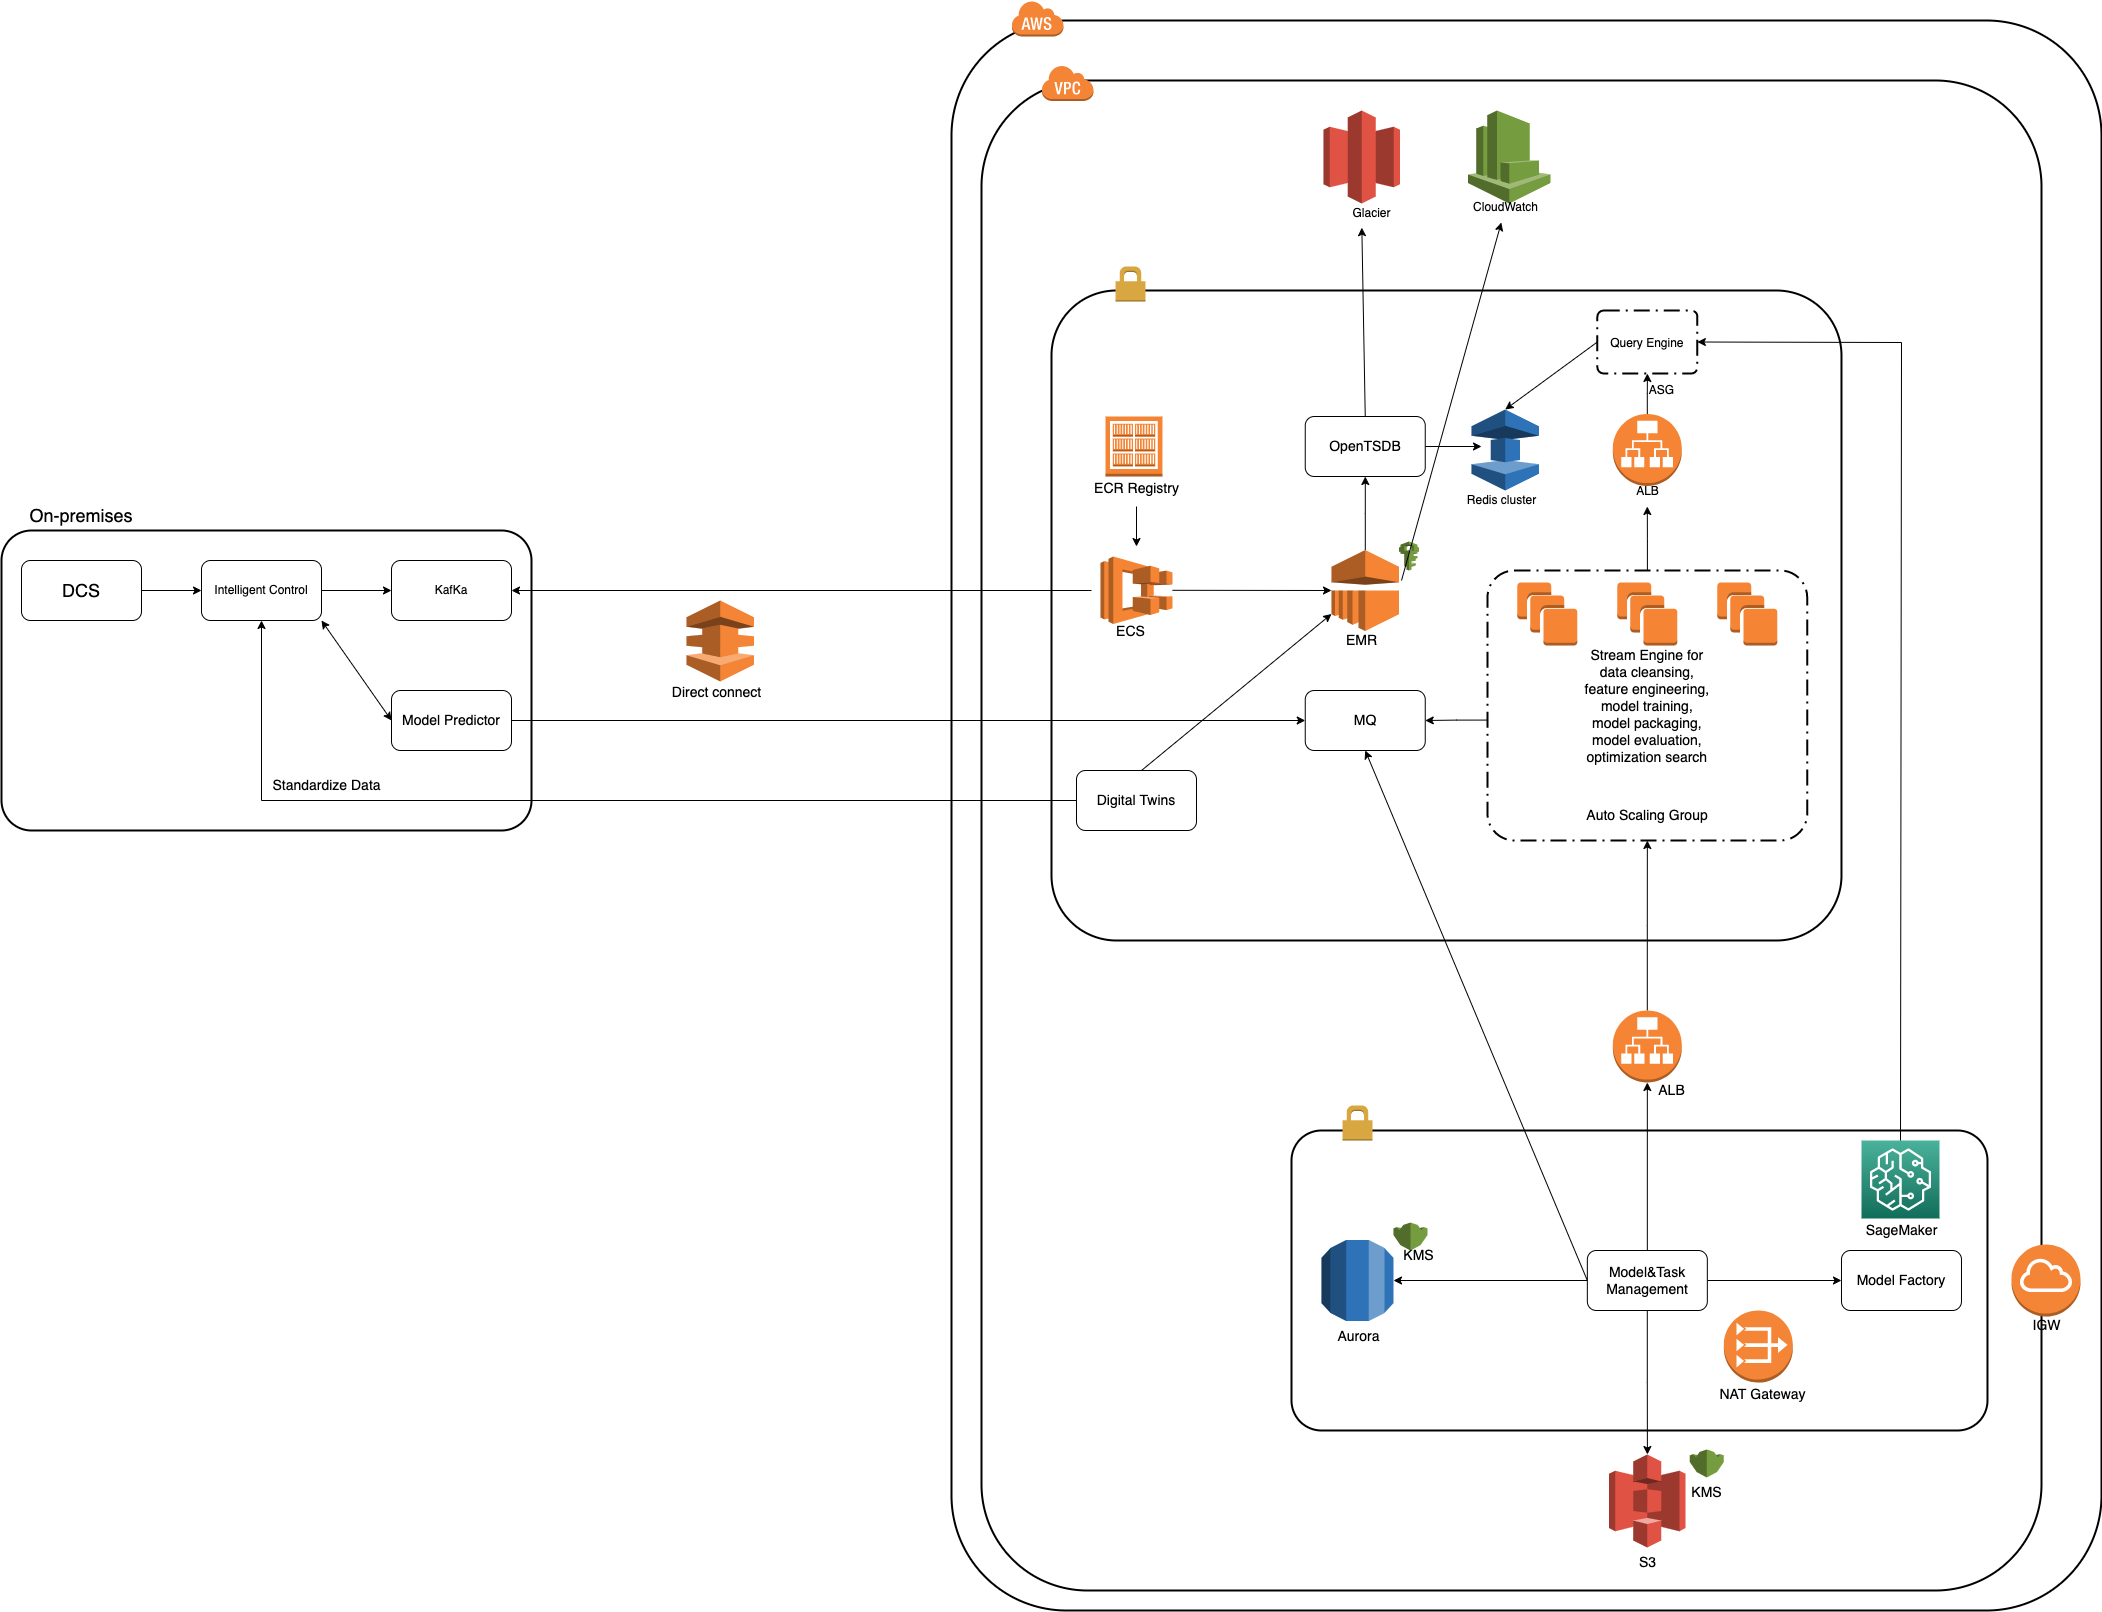 AWS
VPC
Glacier
CloudWatch
Query Engine
ASG
OpenTSDB
Redis cluster
ALB
ECR Registry
On-premises
DCS
Intelligent Control
KafKa
ECS
EMR
Direct connect
Model Predictor
MQ
Stream Engine for
data cleansing,
feature engineering,
model training,
model packaging,
model evaluation,
optimization search
Standardize Data
Digital Twins
Auto Scaling Group
ALB
SageMaker
KMS
Aurora
Model&Task
Management
Model Factory
IGW
NAT Gateway
KMS
S3